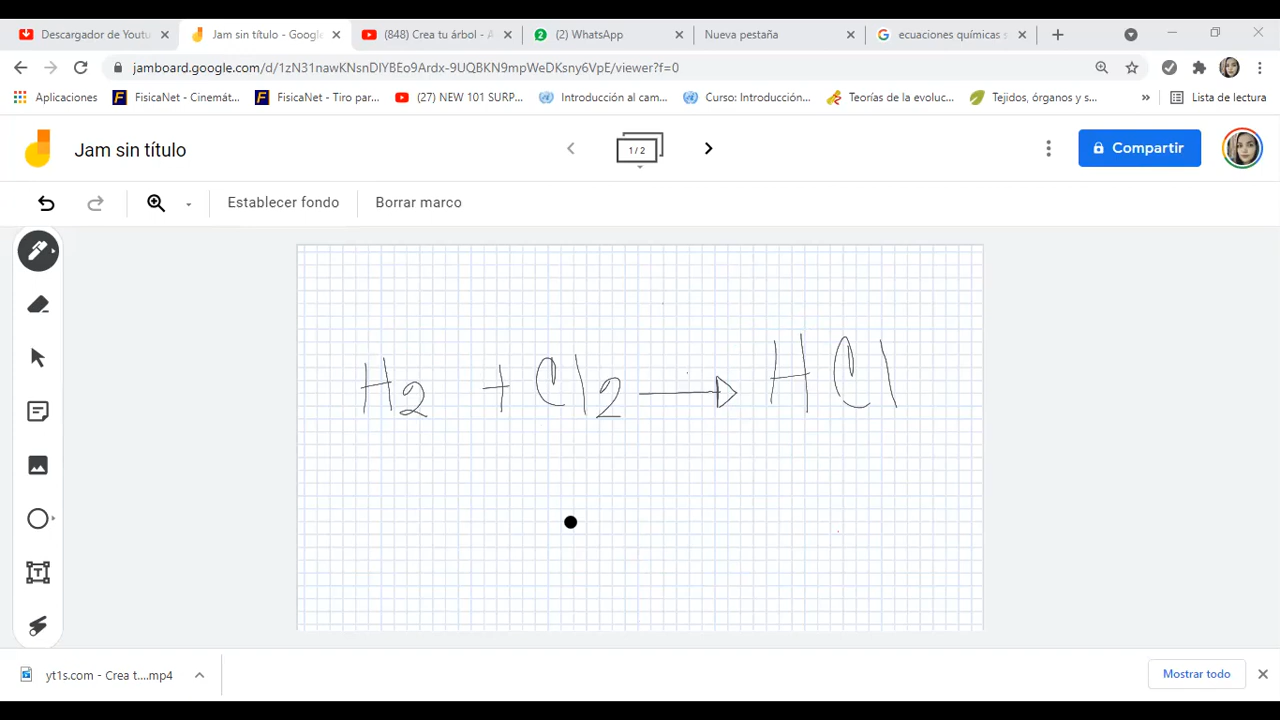 Descargador de Youtu
Jam sin título - Google
(848) Crea tu árbol - A
2
(2) WhatsApp
Nueva pestaña
ecuaciones químicas s
jamboard.google.com/d/1zN31nawKNsnDIYBEo9Ardx-9UQBKN9mpWeDKsny6VpE/viewer?f=0
Aplicaciones
FisicaNet - Cinemát...
FisicaNet - Tiro par...
(27) NEW 101 SURP...
Introducción al cam...
Curso: Introducción...
Teorías de la evoluc...
Tejidos, órganos y s...
»
Lista de lectura
Jam sin título
1 / 2
Compartir
Establecer fondo
Borrar marco
H2 + Cl2 → HCl
yt1s.com - Crea t....mp4
Mostrar todo